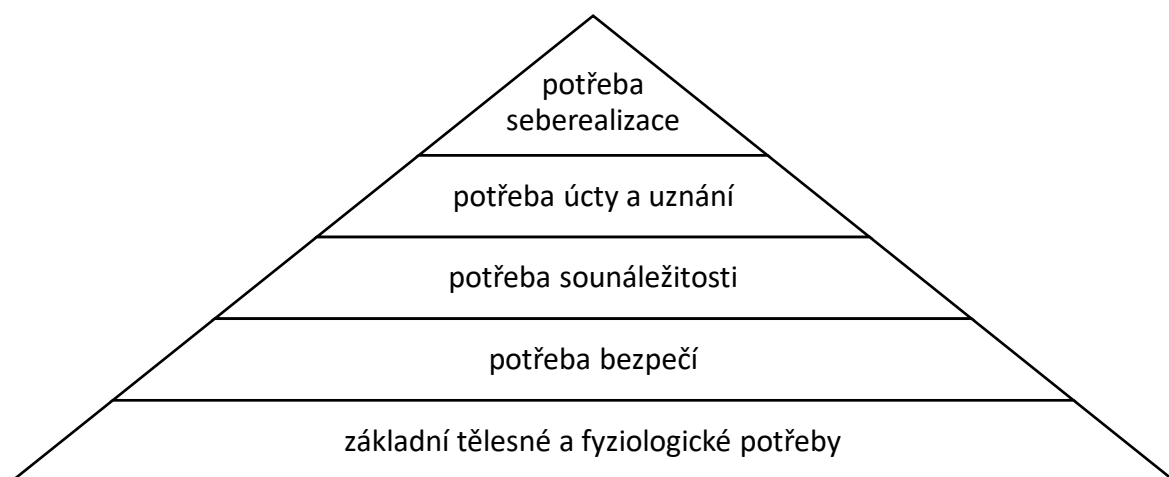 potřeba
seberealizace
potřeba úcty a uznání
potřeba sounáležitosti
potřeba bezpečí
základní tělesné a fyziologické potřeby